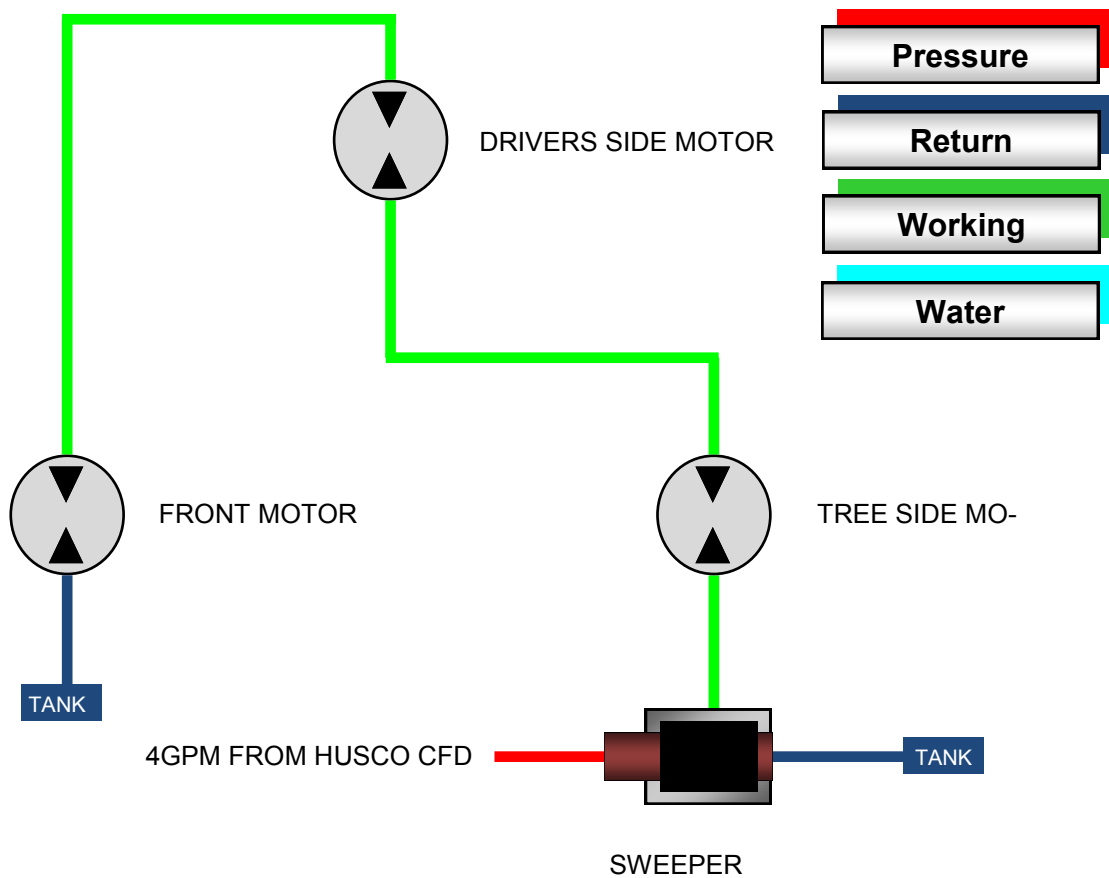 Pressure
DRIVERS SIDE MOTOR
Return
Working
Water
FRONT MOTOR
TREE SIDE MO-
TANK
4GPM FROM HUSCO CFD
TANK
SWEEPER